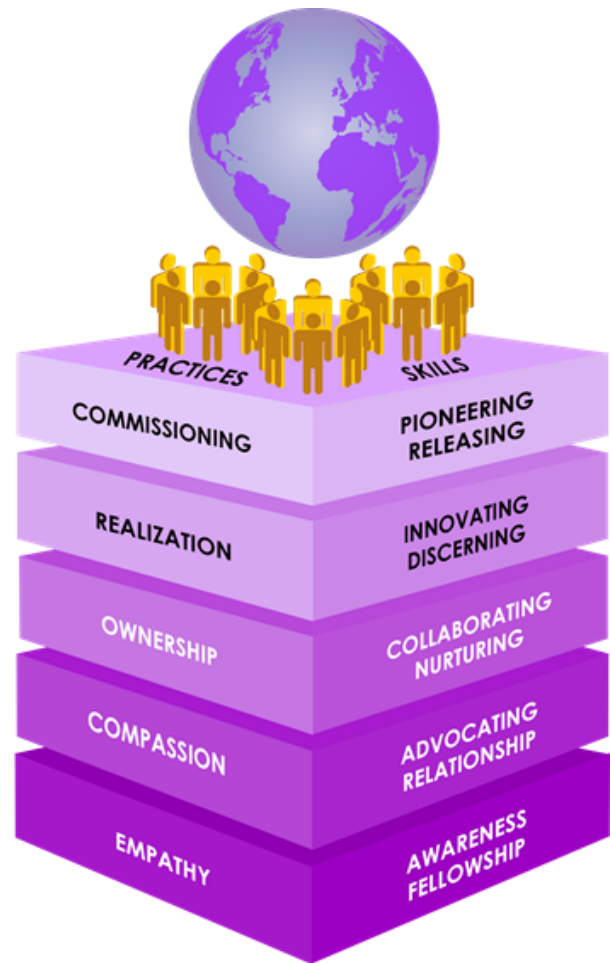 PRACTICES
SKILLS
COMMISSIONING
PIONEERING
RELEASING
REALIZATION
INNOVATING
DISCERNING
OWNERSHIP
COLLABORATING
NURTURING
COMPASSION
ADVOCATING
RELATIONSHIP
EMPATHY
AWARENESS
FELLOWSHIP